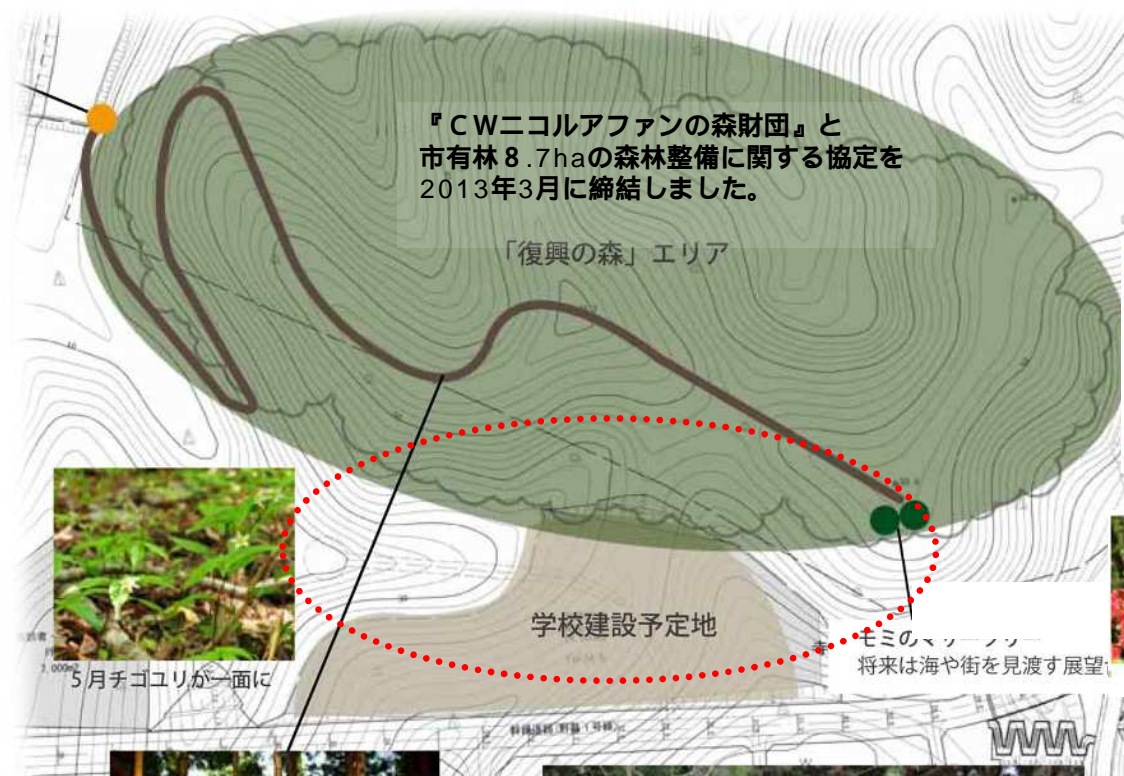 『ＣＷニコルアファンの森財団』と
市有林８.7haの森林整備に関する協定を
2013年3月に締結しました。
「復興の森」エリア
学校建設予定地
5月チゴユリが一面に
将来は海や街を見渡す展望